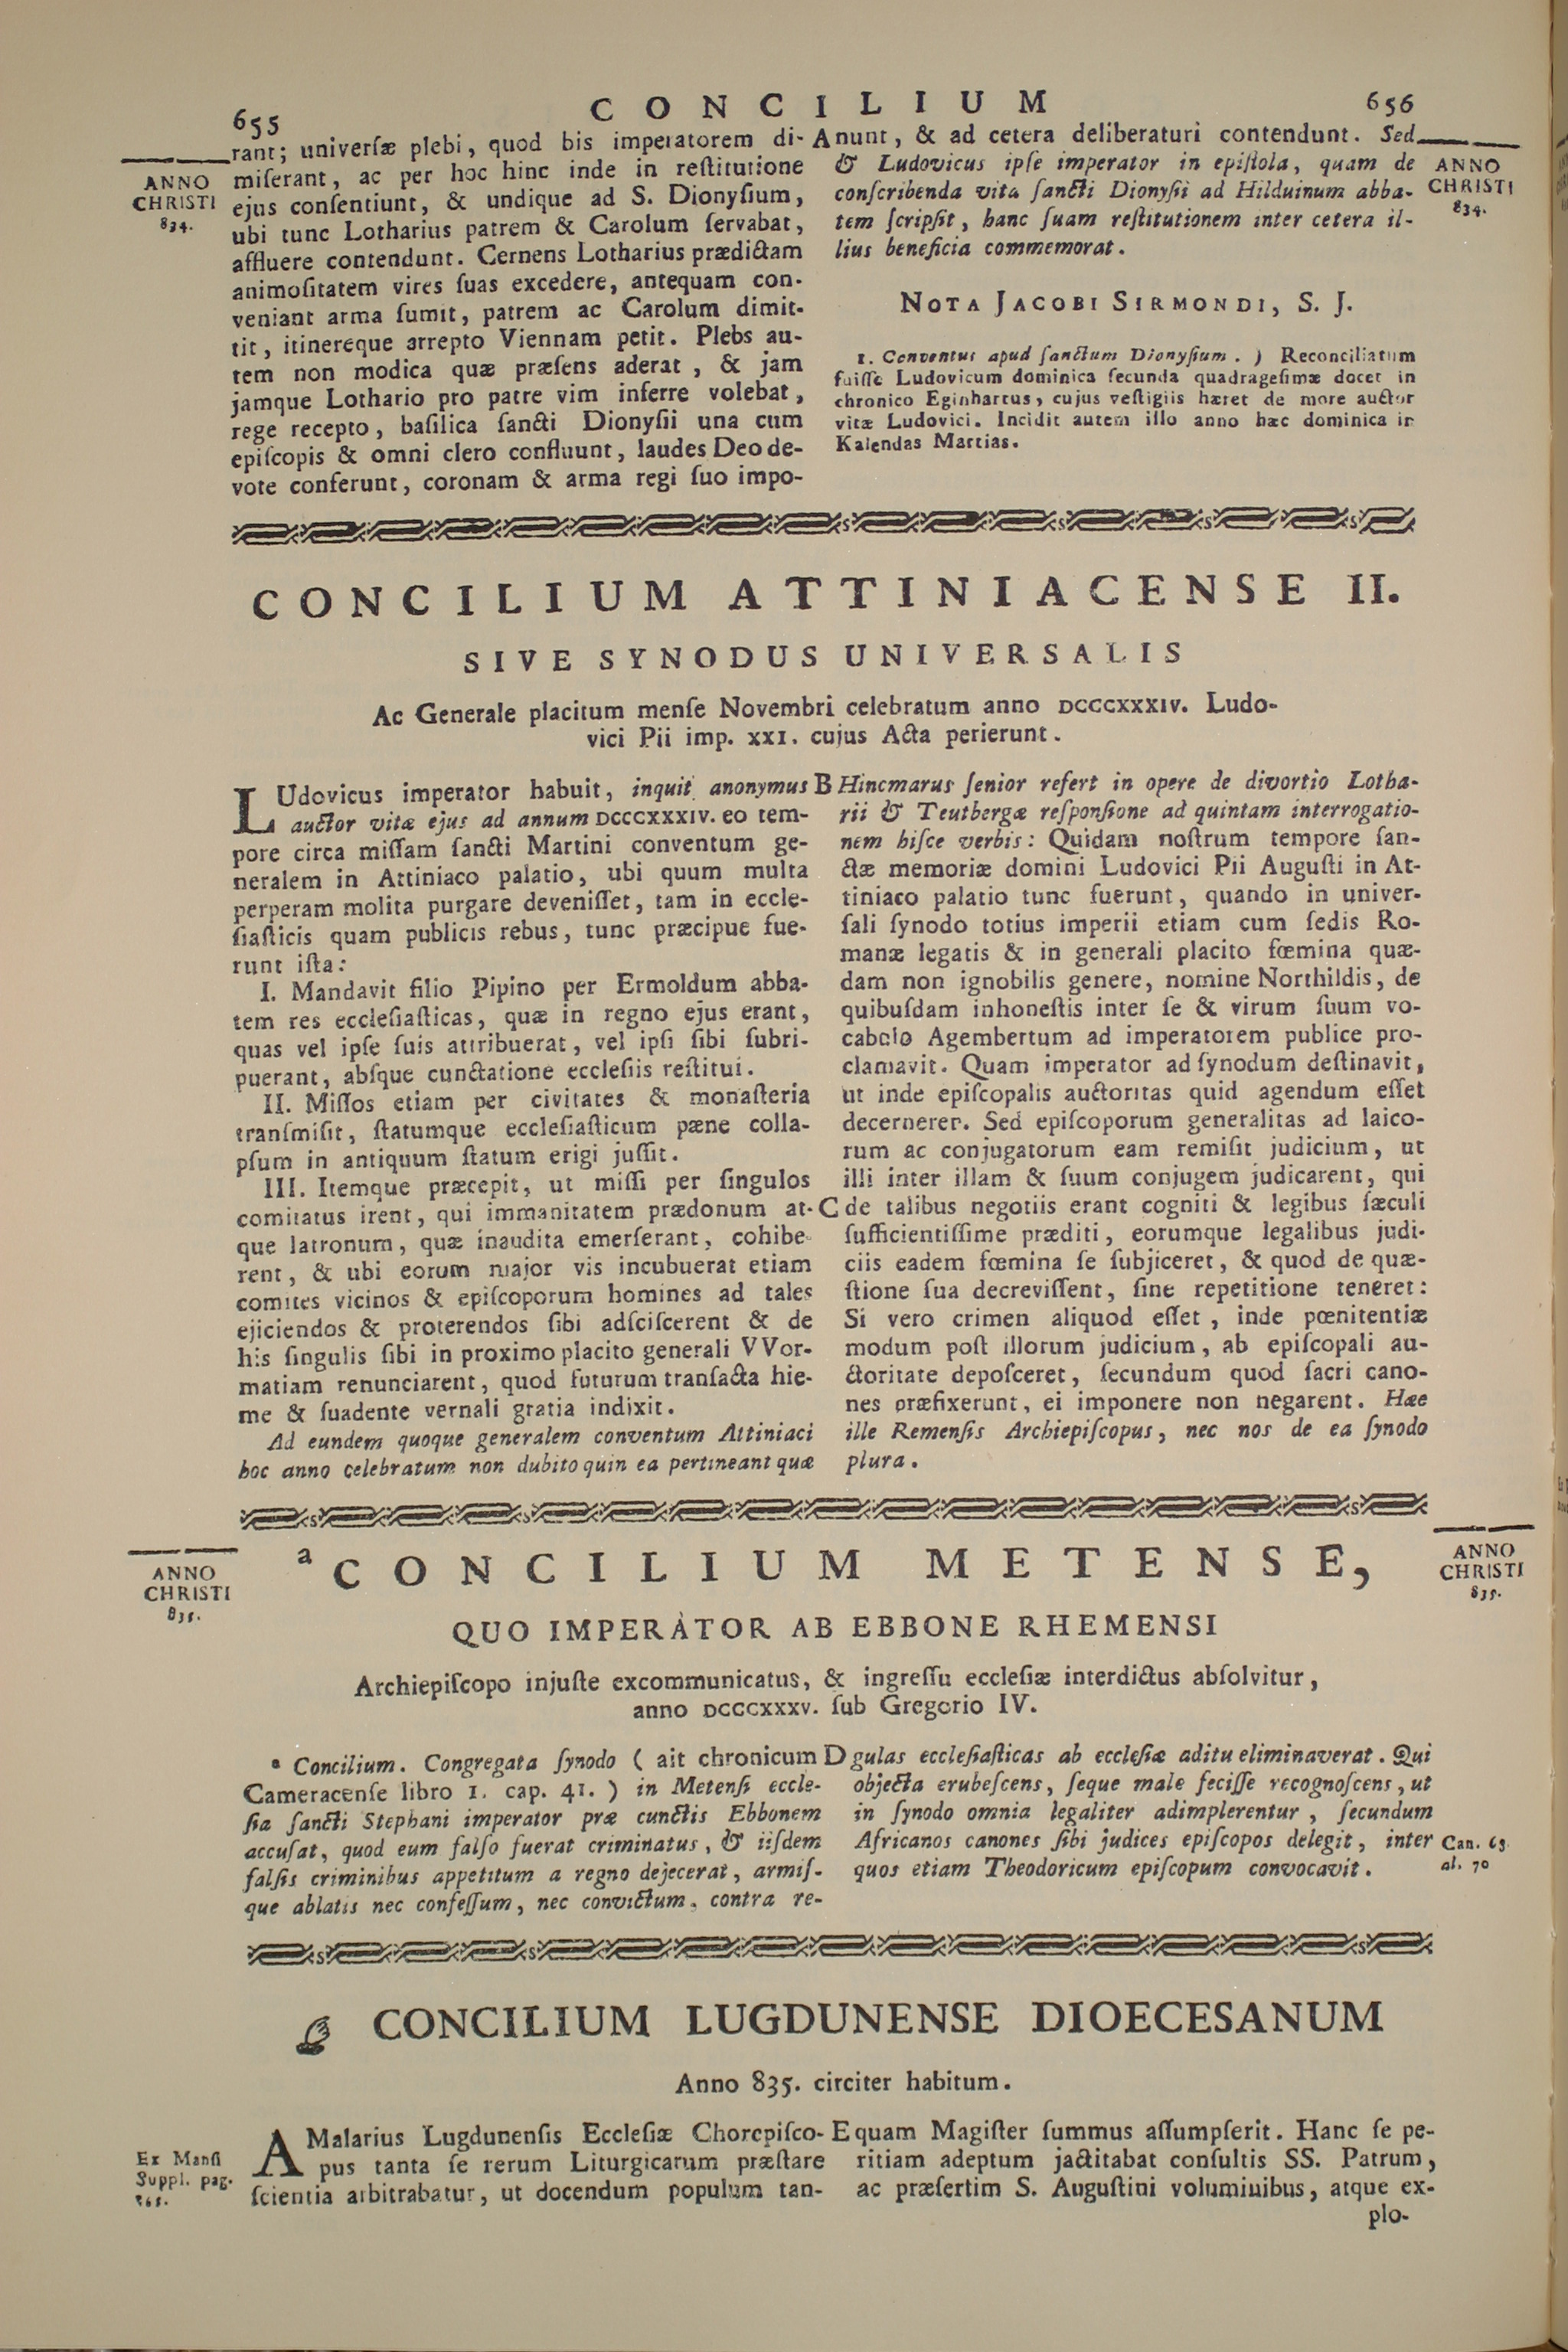 655
CONCILIUM
656
ANNO
CHRISTI
834.
rant; univerſæ plebi, quod bis imperatorem di-
miſerant, ac per hoc hinc inde in reſtitutione
ejus conſentiunt, & undique ad S. Dionyſium,
ubi tunc Lotharius patrem & Carolum ſervabat,
affluere contendunt. Cernens Lotharius prædictam
animoſitatem vires ſuas excedere, antequam con-
veniant arma ſumit, patrem ac Carolum dimit-
tit, itinereque arrepto Viennam petit. Plebs au-
tem non modica quæ præſens aderat, & jam
jamque Lothario pro patre vim inferre volebat,
rege recepto, baſilica ſancti Dionyſii una cum
epiſcopis & omni clero confluunt, laudes Deo de-
vote conferunt, coronam & arma regi ſuo impo-
A
nunt, & ad cetera deliberaturi contendunt. Sed
& Ludovicus ipſe imperator in epiſtola, quam de
conſcribenda vita ſancti Dionyſii ad Hilduinum abba-
tem ſcripſit, hanc ſuam reſtitutionem inter cetera il-
lius beneficia commemorat.
ANNO
CHRISTI
834.
NOTA JACOBI SIRMONDI, S. J.
1. Conventus apud ſanctum Dionyſium. ) Reconciliatum
fuiſſe Ludovicum dominica ſecunda quadrageſimæ docet in
chronico Eginhartus, cujus veſtigiis hæret de more auctor
vitæ Ludovici. Incidit autem illo anno hæc dominica in
Kalendas Martias.
CONCILIUM ATTINIACENSE II.
SIVE SYNODUS UNIVERSALIS
Ac Generale placitum menſe Novembri celebratum anno DCCCXXXIV. Ludo-
vici Pii imp. XXI. cujus Acta perierunt.
LUdovicus imperator habuit, inquit anonymus
auctor vitæ ejus ad annum DCCCXXXIV. eo tem-
pore circa miſſam ſancti Martini conventum ge-
neralem in Attiniaco palatio, ubi quum multa
perperam molita purgare deveniſſet, tam in eccle-
ſiaſticis quam publicis rebus, tunc præcipue fue-
runt iſta:
I. Mandavit filio Pipino per Ermoldum abba-
tem res eccleſiaſticas, quæ in regno ejus erant,
quas vel ipſe ſuis attribuerat, vel ipſi ſibi ſubri-
puerant, abſque cunctatione eccleſiis reſtitui.
II. Miſſos etiam per civitates & monaſteria
tranſmiſit, ſtatumque eccleſiaſticum pæne colla-
pſum in antiquum ſtatum erigi juſſit.
III. Itemque præcepit, ut miſſi per ſingulos
comitatus irent, qui immanitatem prædonum at-
que latronum, quæ inaudita emerſerant, cohibe-
rent, & ubi eorum major vis incubuerat etiam
comites vicinos & epiſcoporum homines ad tales
ejiciendos & proterendos ſibi adſciſcerent & de
his ſingulis ſibi in proximo placito generali VVor-
matiam renunciarent, quod futurum tranſacta hie-
me & ſuadente vernali gratia indixit.
Ad eundem quoque generalem conventum Attiniaci
hoc anno celebratum non dubito quin ea pertineant quæ
B
Hincmarus ſenior refert in opere de divortio Lotha-
rii & Teutbergæ reſponſione ad quintam interrogatio-
nem hiſce verbis: Quidam noſtrum tempore ſan-
ctæ memoriæ domini Ludovici Pii Auguſti in At-
tiniaco palatio tunc fuerunt, quando in univer-
ſali ſynodo totius imperii etiam cum ſedis Ro-
manæ legatis & in generali placito fœmina quæ-
dam non ignobilis genere, nomine Northildis, de
quibuſdam inhoneſtis inter ſe & virum ſuum vo-
cabulo Agembertum ad imperatorem publice pro-
clamavit. Quam imperator ad ſynodum deſtinavit,
ut inde epiſcopalis auctoritas quid agendum eſſet
decerneret. Sed epiſcoporum generalitas ad laico-
rum ac conjugatorum eam remiſit judicium, ut
illi inter illam & ſuum conjugem judicarent, qui
C
de talibus negotiis erant cogniti & legibus ſæculi
ſufficientiſſime præditi, eorumque legalibus judi-
ciis eadem fœmina ſe ſubjiceret, & quod de quæ-
ſtione ſua decreviſſent, ſine repetitione teneret:
Si vero crimen aliquod eſſet, inde pœnitentiæ
modum poſt illorum judicium, ab epiſcopali au-
ctoritate depoſceret, ſecundum quod ſacri cano-
nes præfixerunt, ei imponere non negarent. Hæc
ille Remenſis Archiepiſcopus, nec nos de ea ſynodo
plura.
ANNO
CHRISTI
835.
a CONCILIUM METENSE,
ANNO
CHRISTI
835.
QUO IMPERATOR AB EBBONE RHEMENSI
Archiepiſcopo injuſte excommunicatus, & ingreſſu eccleſiæ interdictus abſolvitur,
anno DCCCXXXV. ſub Gregorio IV.
a Concilium. Congregata ſynodo ( ait chronicum
Cameracenſe libro 1. cap. 41. ) in Metenſi eccle-
ſia ſancti Stephani imperator præ cunctis Ebbonem
accuſat, quod eum falſo fuerat criminatus, & iiſdem
falſis criminibus appetitum a regno dejecerat, armiſ-
que ablatis nec confeſſum, nec convictum, contra re-
D
gulas eccleſiaſticas ab eccleſiæ aditu eliminaverat. Qui
objecta erubeſcens, ſeque male feciſſe recognoſcens, ut
in ſynodo omnia legaliter adimplerentur, ſecundum
Africanos canones ſibi judices epiſcopos delegit, inter
quos etiam Theodoricum epiſcopum convocavit.
Can. 63.
al. 70
CONCILIUM LUGDUNENSE DIOECESANUM
Anno 835. circiter habitum.
Ex Manſi
Suppl. pag.
AMalarius Lugdunenſis Eccleſiæ Chorepiſco-
pus tanta ſe rerum Liturgicarum præſtare
ſcientia arbitrabatur, ut docendum populum tan-
E
quam Magiſter ſummus aſſumpſerit. Hanc ſe pe-
ritiam adeptum jactitabat conſultis SS. Patrum,
ac præſertim S. Auguſtini voluminibus, atque ex-
plo-